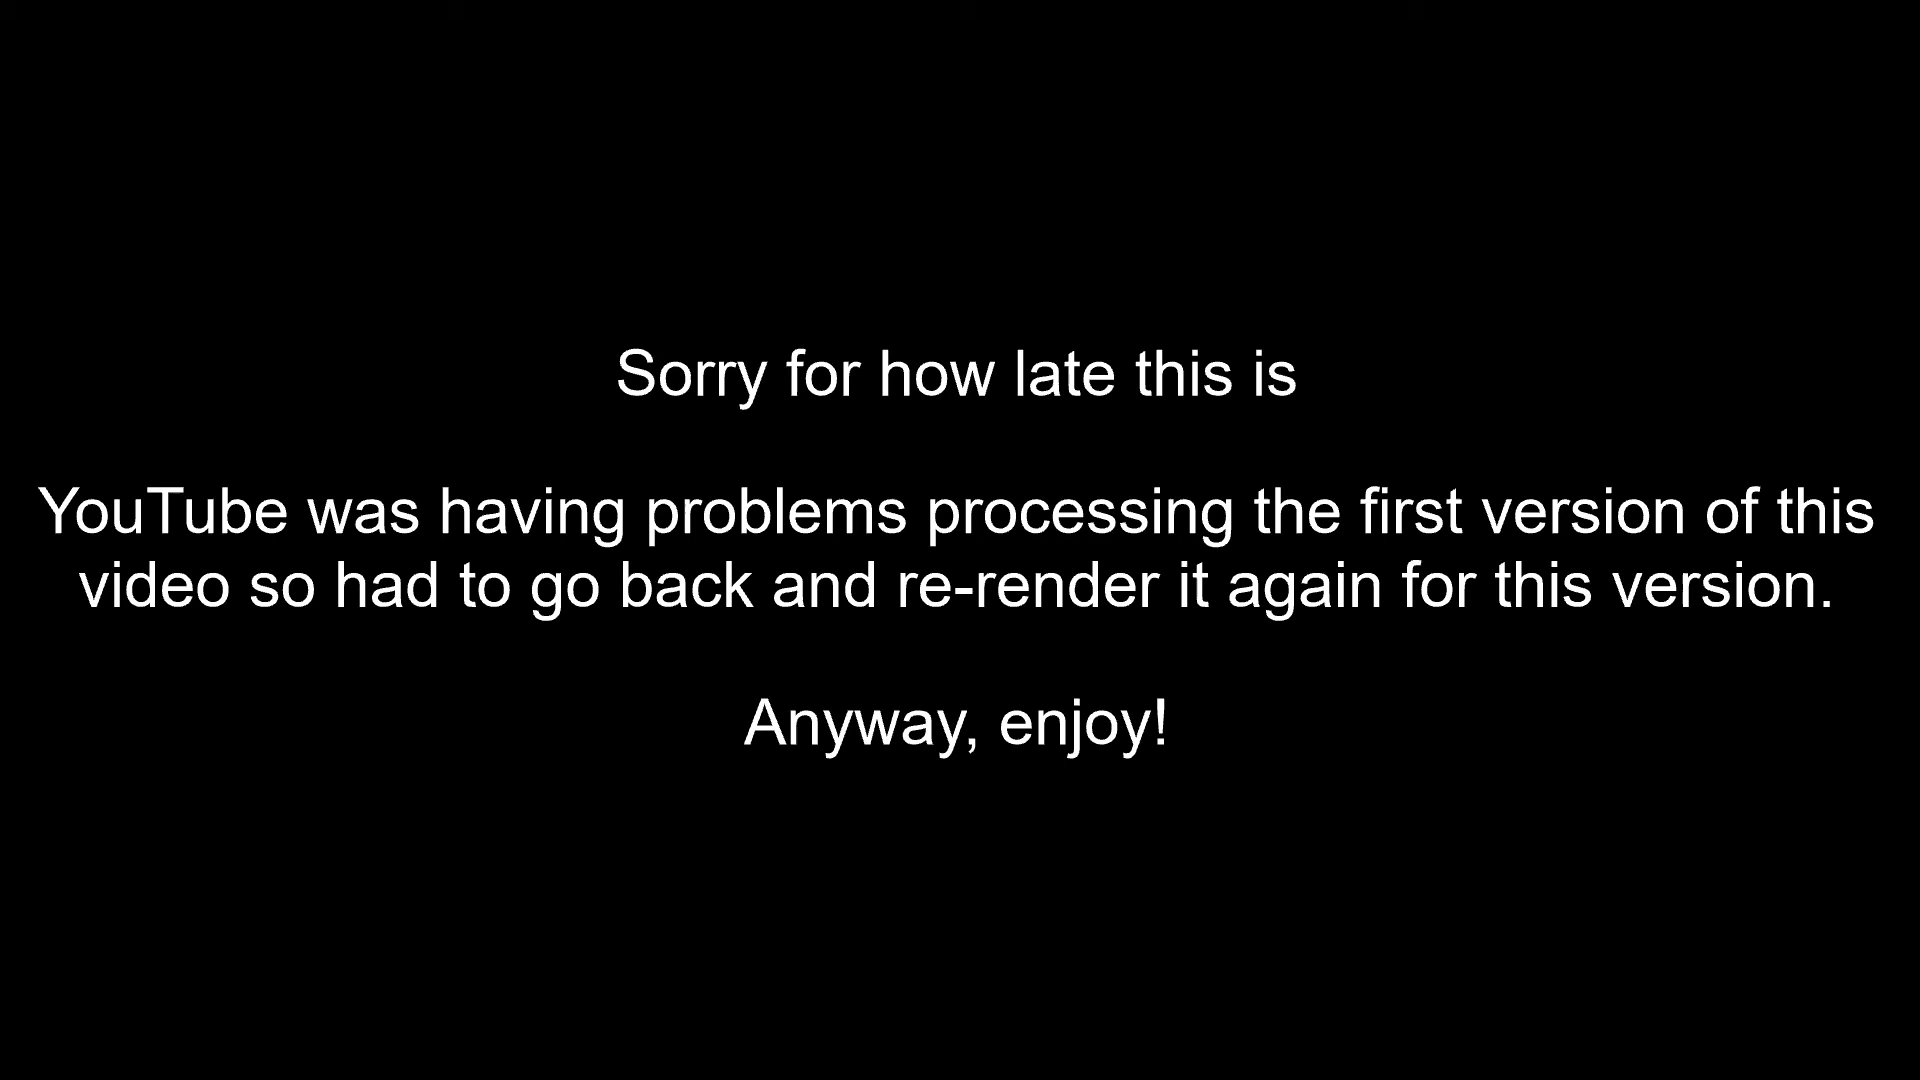 Sorry for how late this is
YouTube was having problems processing the first version of this
video so had to go back and re-render it again for this version.
Anyway, enjoy!